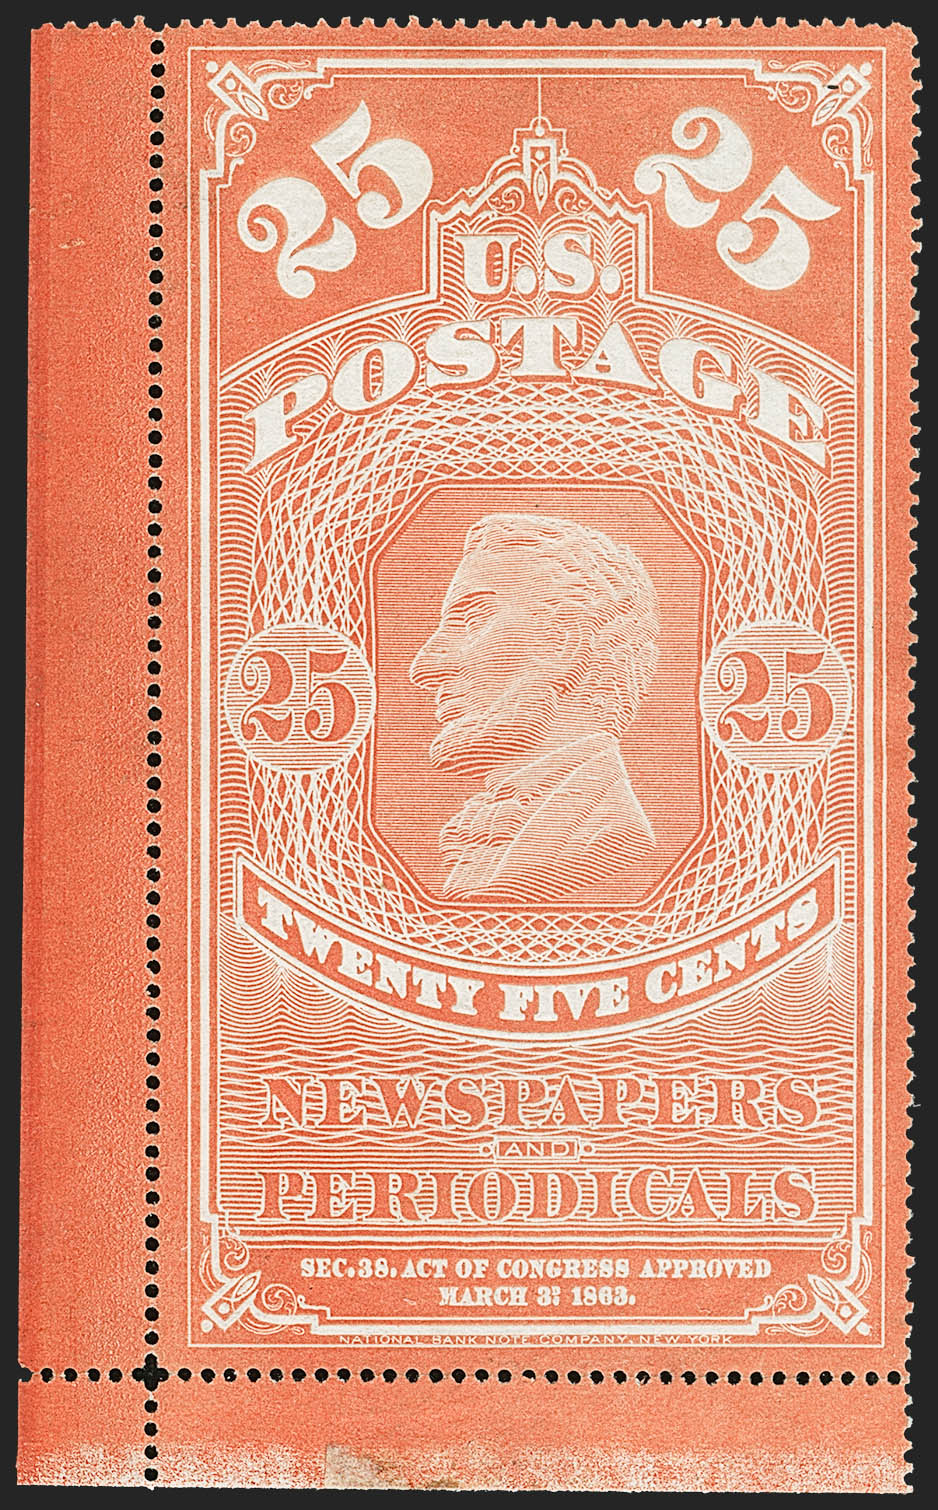 25 25
U.S.
POSTAGE
25 25
TWENTY FIVE CENTS
NEWSPAPERS
AND
PERIODICALS
SEC. 38. ACT OF CONGRESS APPROVED
MARCH 3D 1863.
NATIONAL BANK NOTE COMPANY, NEW YORK